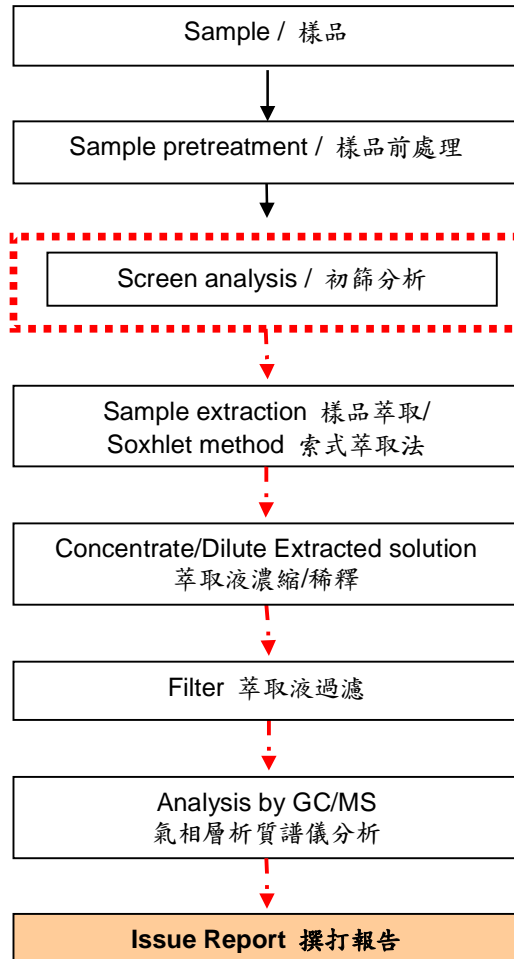 Sample / 樣品
Sample pretreatment / 樣品前處理
Screen analysis / 初篩分析
Sample extraction 樣品萃取/
Soxhlet method 索式萃取法
Concentrate/Dilute Extracted solution
萃取液濃縮/稀釋
Filter 萃取液過濾
Analysis by GC/MS
氣相層析質譜儀分析
Issue Report 撰打報告